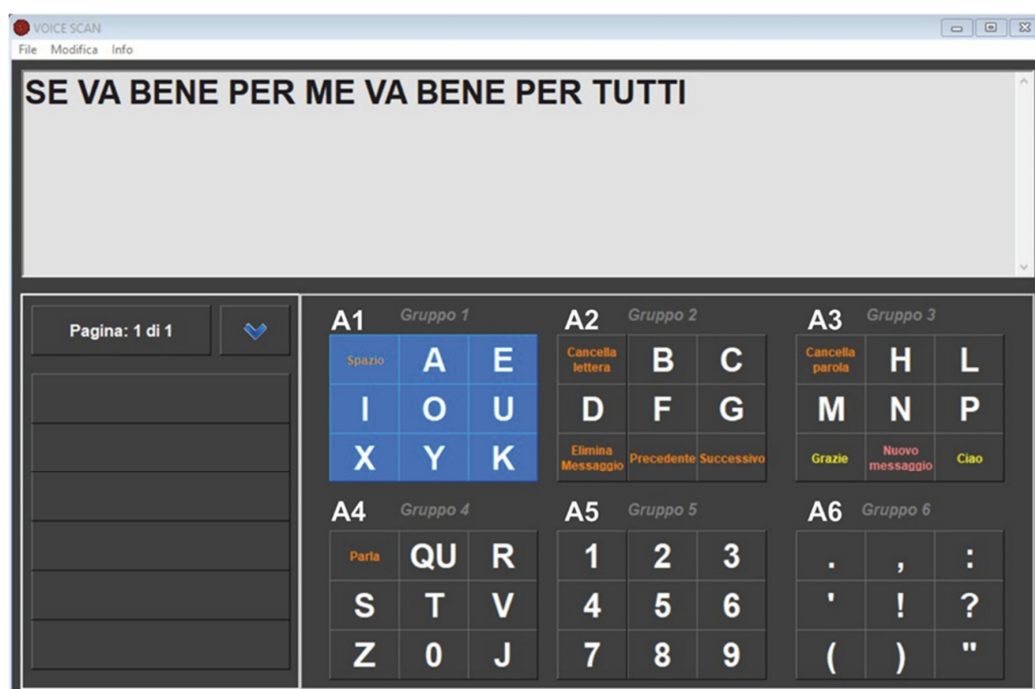 VOICE SCAN
File Modifica Info
SE VA BENE PER ME VA BENE PER TUTTI
Pagina: 1 di 1
A1 Gruppo 1
Spazio A E
I O U
X Y K
A2 Gruppo 2
Cancella lettera B C
D F G
Elimina Messaggio Precedente Successivo
A3 Gruppo 3
Cancella parola H L
M N P
Grazie Nuovo messaggio Ciao
A4 Gruppo 4
Parla QU R
S T V
Z 0 J
A5 Gruppo 5
1 2 3
4 5 6
7 8 9
A6 Gruppo 6
. , :
' ! ?
( ) "